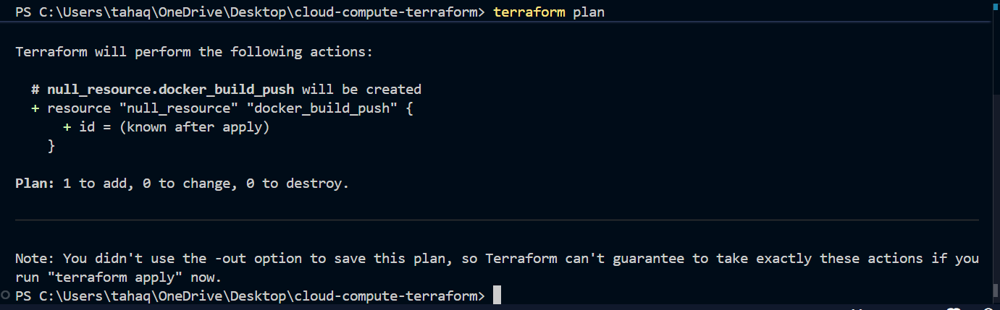 PS C:\Users\tahaq\OneDrive\Desktop\cloud-compute-terraform> terraform plan
Terraform will perform the following actions:
# null_resource.docker_build_push will be created
+ resource "null_resource" "docker_build_push" {
+ id = (known after apply)
}
Plan: 1 to add, 0 to change, 0 to destroy.
Note: You didn't use the -out option to save this plan, so Terraform can't guarantee to take exactly these actions if you
run "terraform apply" now.
PS C:\Users\tahaq\OneDrive\Desktop\cloud-compute-terraform>